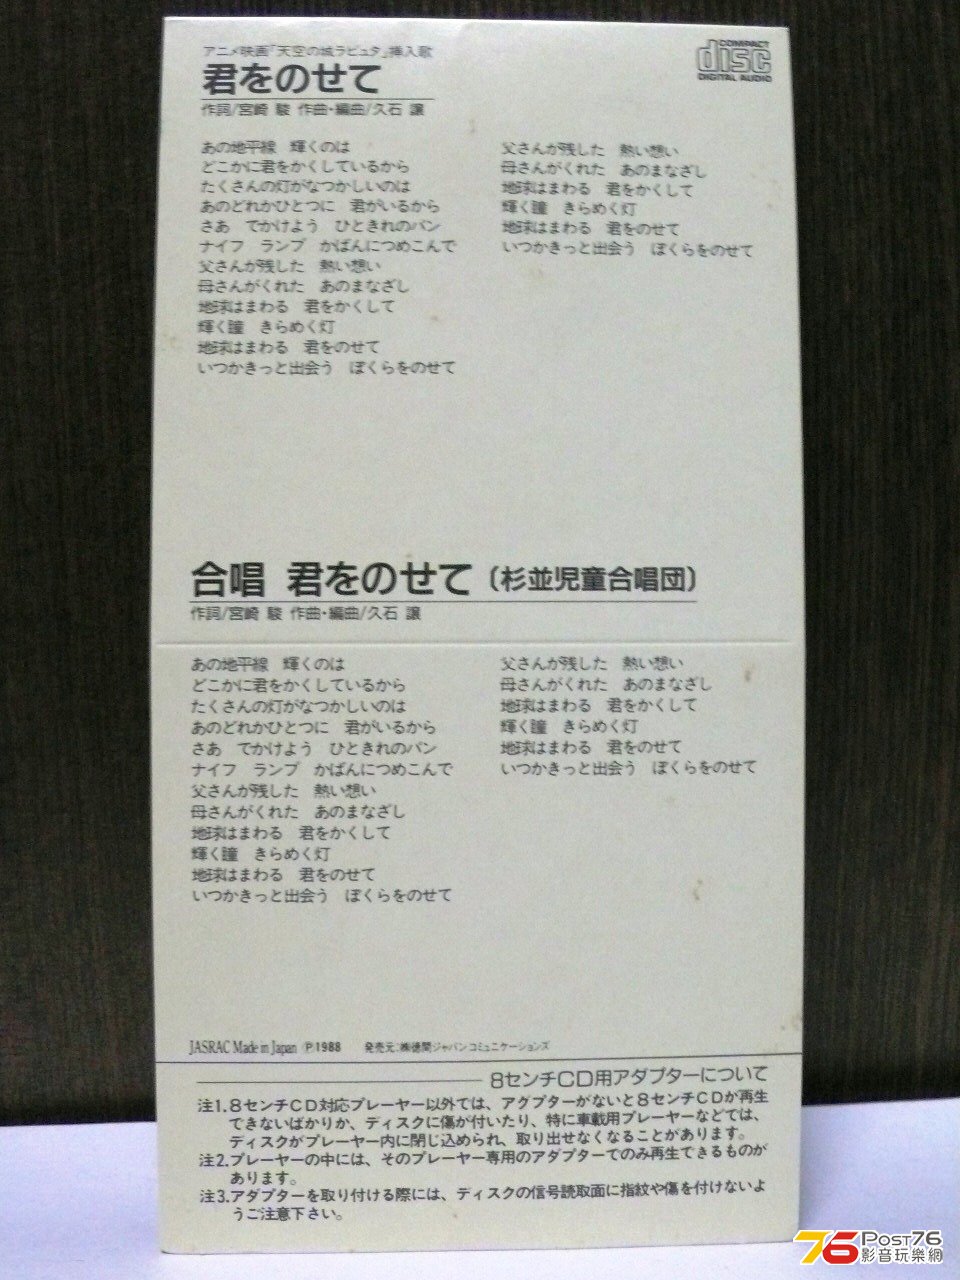 アニメ映画「天空の城ラピュタ」挿入歌
君をのせて
作詞/宮崎 駿 作曲・編曲/久石 譲
COMPACT
disc
DIGITAL AUDIO
あの地平線　輝くのは
どこかに君をかくしているから
たくさんの灯がなつかしいのは
あのどれかひとつに　君がいるから
さあ　でかけよう　ひときれのパン
ナイフ　ランプ　かばんにつめこんで
父さんが残した　熱い想い
母さんがくれた　あのまなざし
地球はまわる　君をかくして
輝く瞳　きらめく灯
地球はまわる　君をのせて
いつかきっと出会う　ぼくらをのせて
父さんが残した　熱い想い
母さんがくれた　あのまなざし
地球はまわる　君をかくして
輝く瞳　きらめく灯
地球はまわる　君をのせて
いつかきっと出会う　ぼくらをのせて
合唱 君をのせて〔杉並児童合唱団〕
作詞/宮崎 駿 作曲・編曲/久石 譲
あの地平線　輝くのは
どこかに君をかくしているから
たくさんの灯がなつかしいのは
あのどれかひとつに　君がいるから
さあ　でかけよう　ひときれのパン
ナイフ　ランプ　かばんにつめこんで
父さんが残した　熱い想い
母さんがくれた　あのまなざし
地球はまわる　君をかくして
輝く瞳　きらめく灯
地球はまわる　君をのせて
いつかきっと出会う　ぼくらをのせて
父さんが残した　熱い想い
母さんがくれた　あのまなざし
地球はまわる　君をかくして
輝く瞳　きらめく灯
地球はまわる　君をのせて
いつかきっと出会う　ぼくらをのせて
JASRAC Made in Japan Ⓟ1988　発売元:㈱徳間ジャパンコミュニケーションズ
8センチCD用アダプターについて
注1.8センチCD対応プレーヤー以外では、アダプターがないと8センチCDが再生
できないばかりか、ディスクに傷が付いたり、特に車載用プレーヤーなどでは、
ディスクがプレーヤー内に閉じ込められ、取り出せなくなることがあります。
注2.プレーヤーの中には、そのプレーヤー専用のアダプターでのみ再生できるものが
あります。
注3.アダプターを取り付ける際には、ディスクの信号読取面に指紋や傷を付けないよ
うご注意下さい。
76 POST76
影音玩樂網